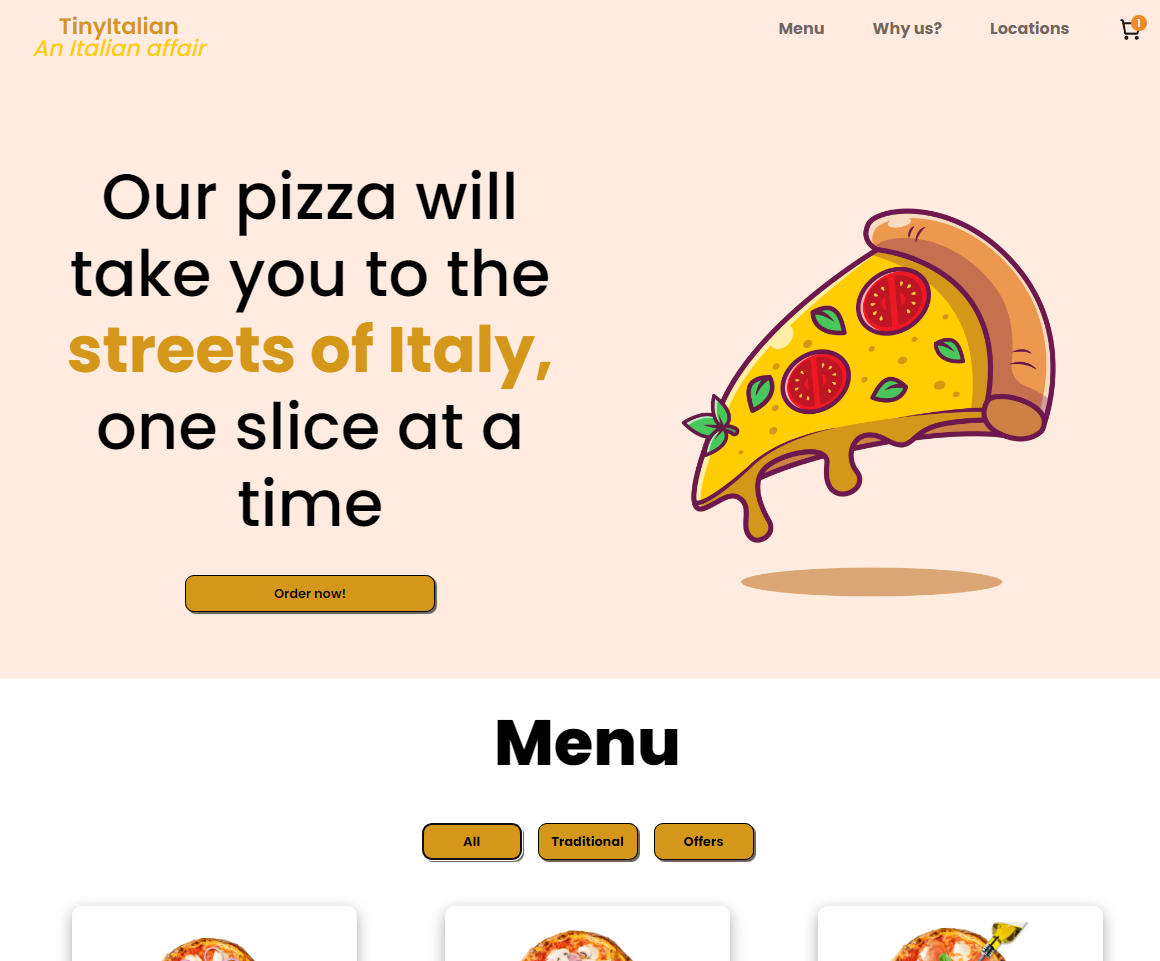 TinyItalian
An Italian affair
Menu
Why us?
Locations
1
Our pizza will
take you to the
streets of Italy,
one slice at a
time
Order now!
Menu
All
Traditional
Offers